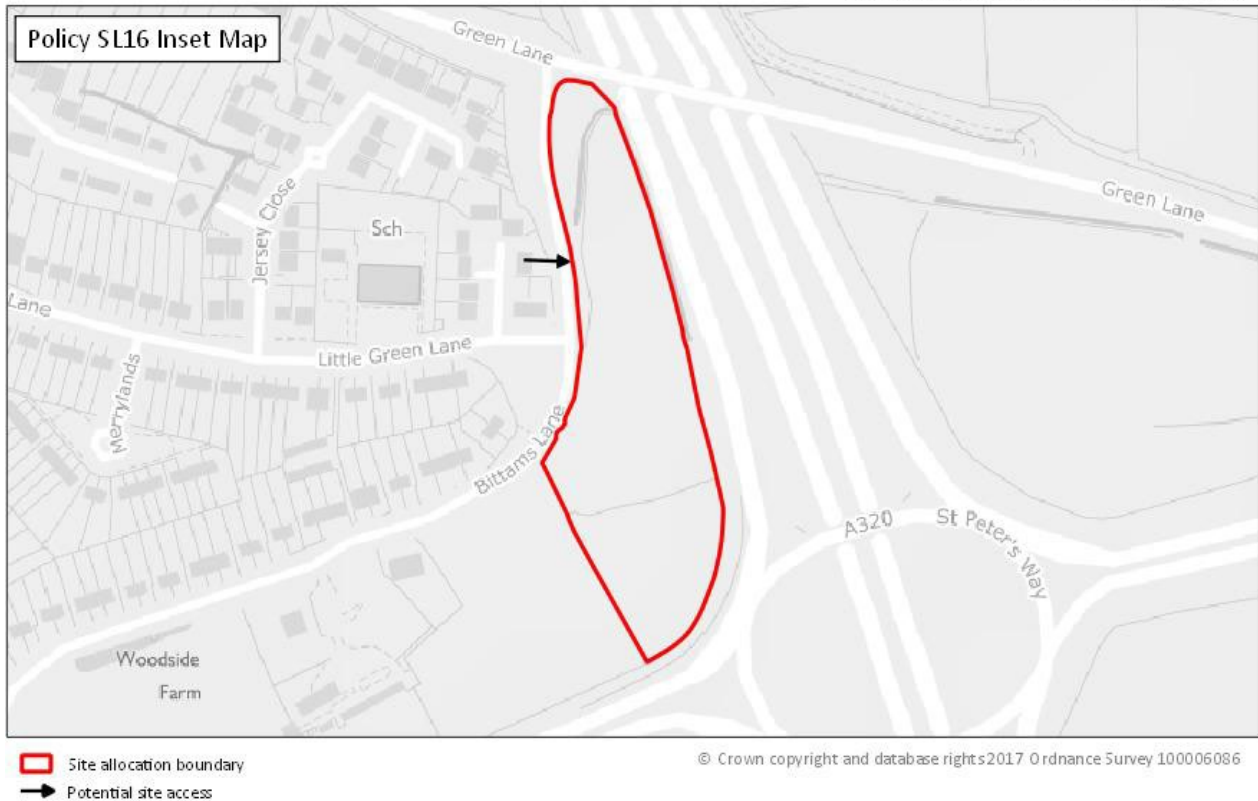 Policy SL16 Inset Map
Green Lane
Jersey Close
Sch
Green Lane
Lane
Little Green Lane
Merrylands
Bittams Lane
A320
St Peter's Way
Woodside
Farm
Site allocation boundary
© Crown copyright and database rights 2017 Ordnance Survey 100006086
Potential site access